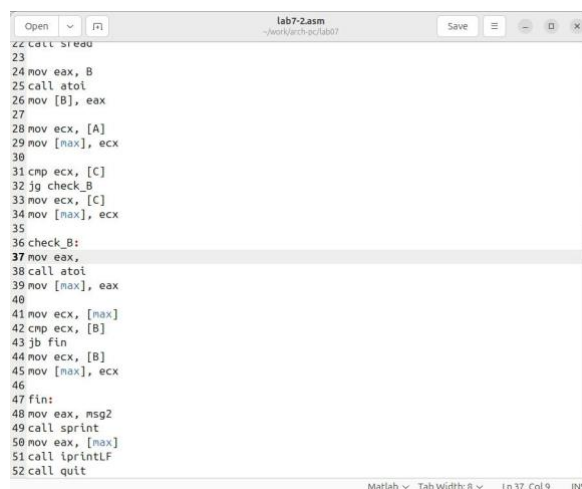 Open
lab7-2.asm
~/work/arch-pc/lab07
Save
22 call sread
23
24 mov eax, B
25 call atoi
26 mov [B], eax
27
28 mov ecx, [A]
29 mov [max], ecx
30
31 cmp ecx, [C]
32 jg check_B
33 mov ecx, [C]
34 mov [max], ecx
35
36 check_B:
37 mov eax,
38 call atoi
39 mov [max], eax
40
41 mov ecx, [max]
42 cmp ecx, [B]
43 jb fin
44 mov ecx, [B]
45 mov [max], ecx
46
47 fin:
48 mov eax, msg2
49 call sprint
50 mov eax, [max]
51 call iprintLF
52 call quit
Matlab Tab Width: 8 Ln 37, Col 9